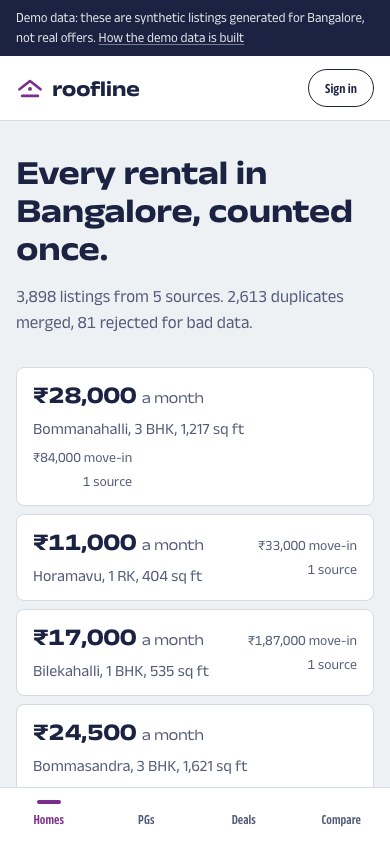 Demo data: these are synthetic listings generated for Bangalore,
not real offers. How the demo data is built
roofline
Sign in
Every rental in
Bangalore, counted
once.
3,898 listings from 5 sources. 2,613 duplicates
merged, 81 rejected for bad data.
₹28,000 a month
Bommanahalli, 3 BHK, 1,217 sq ft
₹84,000 move-in
1 source
₹11,000 a month
₹33,000 move-in
Horamavu, 1 RK, 404 sq ft
1 source
₹17,000 a month
₹1,87,000 move-in
Bilekahalli, 1 BHK, 535 sq ft
1 source
₹24,500 a month
Bommasandra, 3 BHK, 1,621 sq ft
Homes
PGs
Deals
Compare